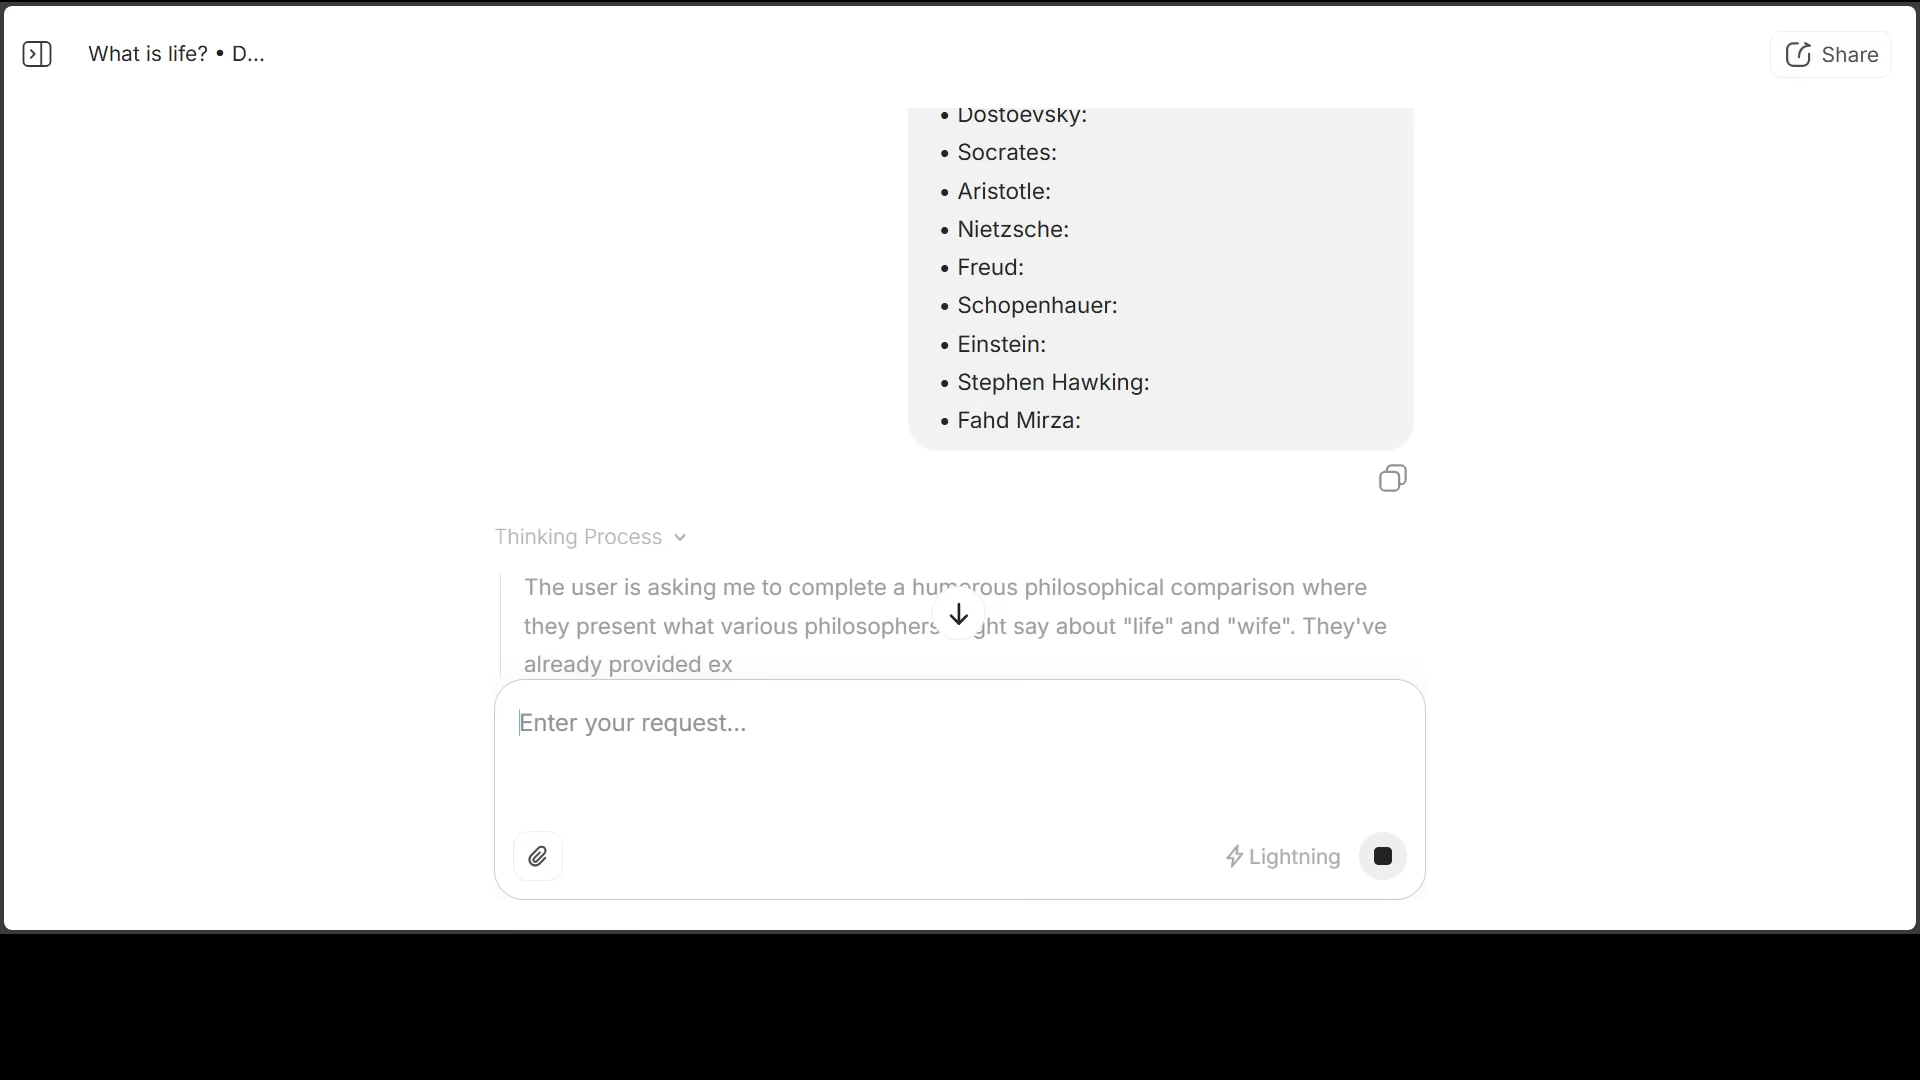 What is life? • D...
Share
• Dostoevsky:
• Socrates:
• Aristotle:
• Nietzsche:
• Freud:
• Schopenhauer:
• Einstein:
• Stephen Hawking:
• Fahd Mirza:
Thinking Process
The user is asking me to complete a humorous philosophical comparison where
they present what various philosophers might say about "life" and "wife". They've
already provided ex
Enter your request...
Lightning